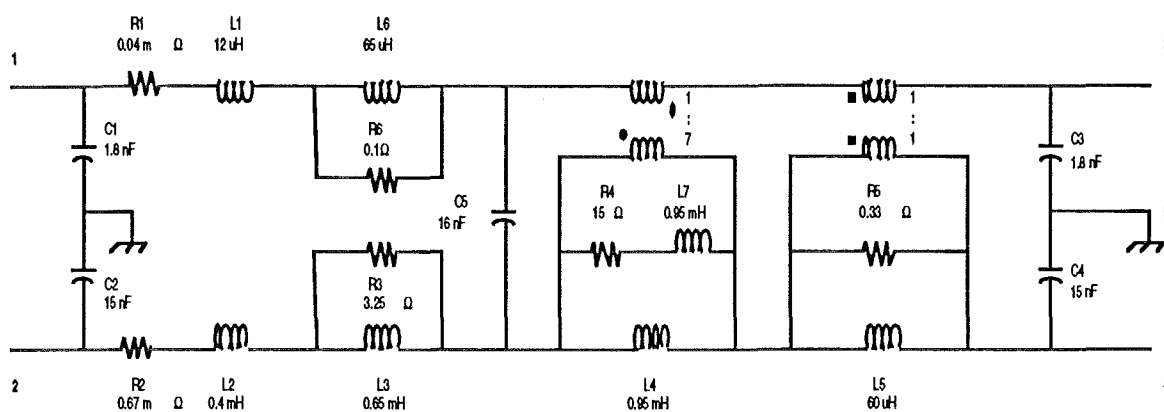 R1
0.04 m Ω
L1
12 uH
L6
65 uH
1
C1
1.8 nF
R6
0.1Ω
1
:
7
1
:
1
C3
1.8 nF
C5
16 nF
R4
15 Ω
L7
0.95 mH
R5
0.33 Ω
C2
15 nF
R3
3.25 Ω
C4
15 nF
2
R2
0.67 m Ω
L2
0.4 mH
L3
0.65 mH
L4
0.95 mH
L5
60 uH